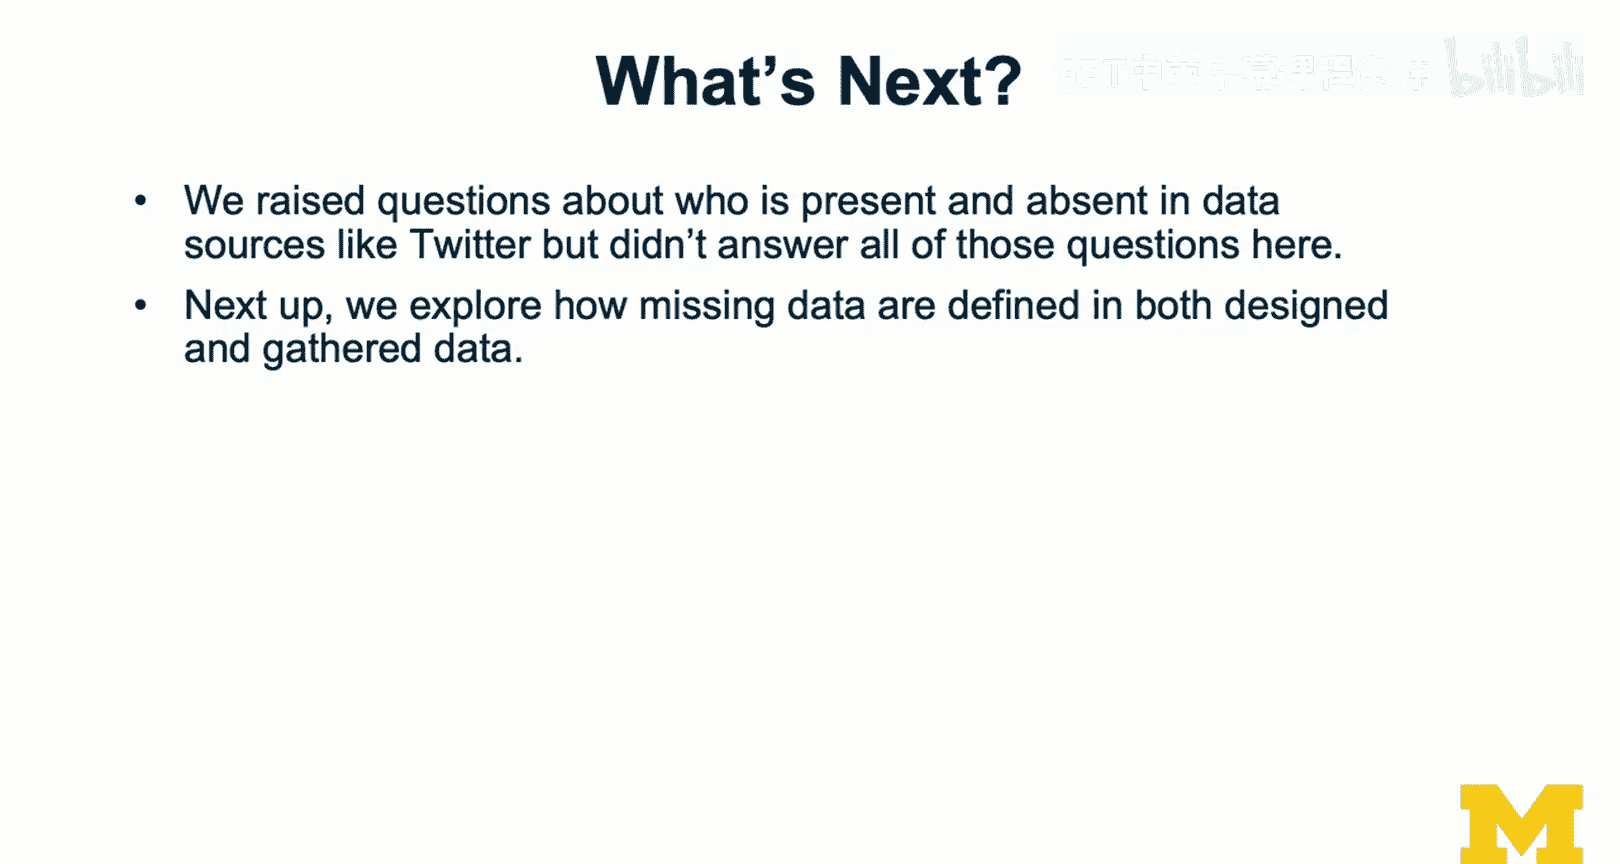 What’s Next?
bilibili
• We raised questions about who is present and absent in data
sources like Twitter but didn’t answer all of those questions here.
• Next up, we explore how missing data are defined in both designed
and gathered data.
M